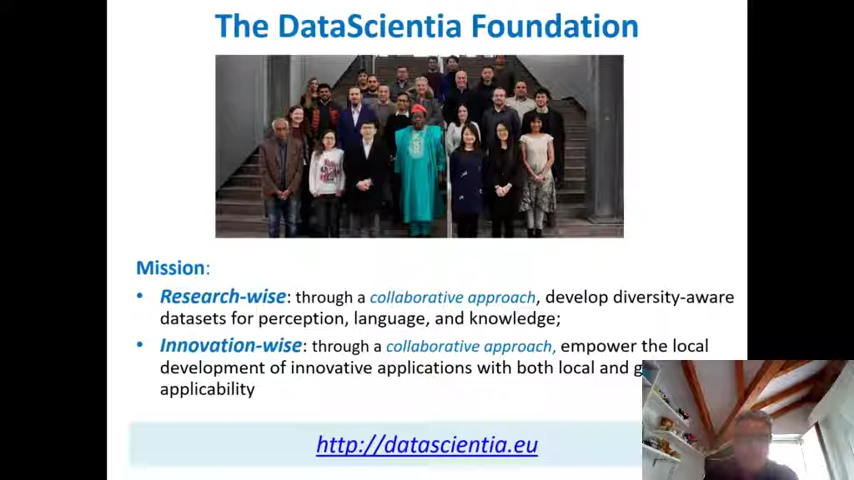 The DataScientia Foundation
Mission:
• Research-wise: through a collaborative approach, develop diversity-aware
datasets for perception, language, and knowledge;
• Innovation-wise: through a collaborative approach, empower the local
development of innovative applications with both local and
applicability
http://datascientia.eu